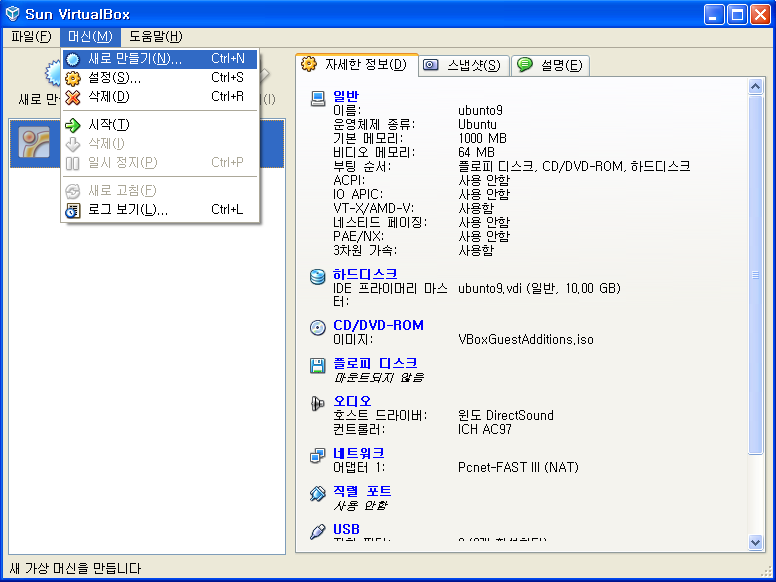 Sun VirtualBox
파일(F) 머신(M) 도움말(H)
새로 만들기(N)... Ctrl+N
설정(S)... Ctrl+S
삭제(D) Ctrl+R
시작(T)
삭제(I)
일시 정지(P) Ctrl+P
새로 고침(F)
로그 보기(L)... Ctrl+L
새로 만
자세한 정보(D) 스냅샷(S) 설명(E)
일반
이름: ubunto9
운영체제 종류: Ubuntu
기본 메모리: 1000 MB
비디오 메모리: 64 MB
부팅 순서: 플로피 디스크, CD/DVD-ROM, 하드디스크
ACPI: 사용 안함
IO APIC: 사용 안함
VT-X/AMD-V: 사용함
네스티드 페이징: 사용 안함
PAE/NX: 사용 안함
3차원 가속: 사용함
하드디스크
IDE 프라이머리 마스 ubunto9.vdi (일반, 10,00 GB)
터:
CD/DVD-ROM
이미지: VBoxGuestAdditions.iso
플로피 디스크
마운트되지 않음
오디오
호스트 드라이버: 윈도 DirectSound
컨트롤러: ICH AC97
네트워크
어댑터 1: Pcnet-FAST III (NAT)
직렬 포트
사용 안함
USB
새 가상 머신을 만듭니다